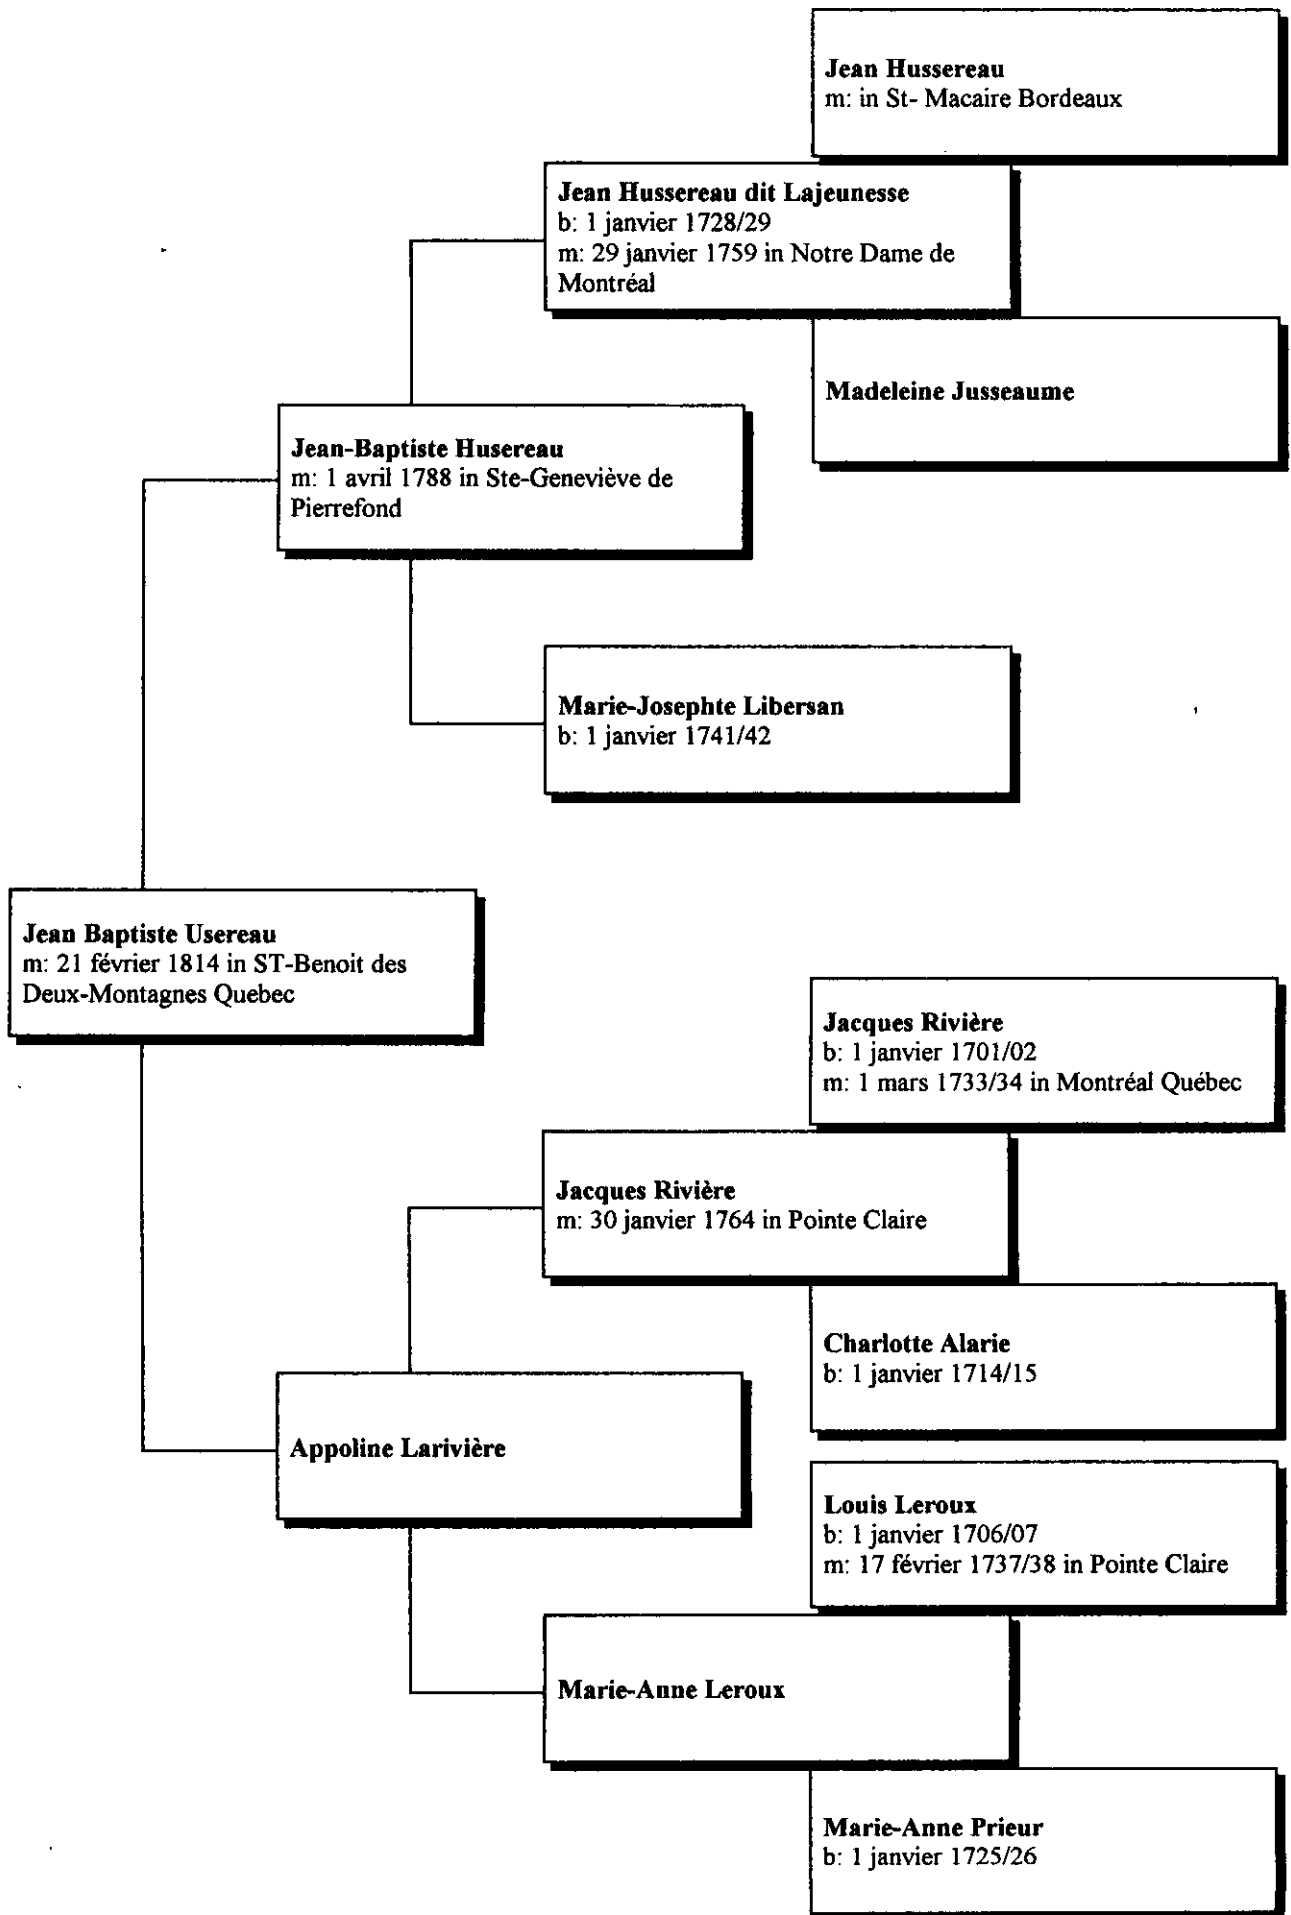 Jean Hussereau
m: in St- Macaire Bordeaux
Jean Hussereau dit Lajeunesse
b: 1 janvier 1728/29
m: 29 janvier 1759 in Notre Dame de
Montréal
Madeleine Jusseaume
Jean-Baptiste Husereau
m: 1 avril 1788 in Ste-Geneviève de
Pierrefond
Marie-Josephte Libersan
b: 1 janvier 1741/42
Jean Baptiste Usereau
m: 21 février 1814 in ST-Benoit des
Deux-Montagnes Quebec
Jacques Rivière
b: 1 janvier 1701/02
m: 1 mars 1733/34 in Montréal Québec
Jacques Rivière
m: 30 janvier 1764 in Pointe Claire
Charlotte Alarie
b: 1 janvier 1714/15
Appoline Larivière
Louis Leroux
b: 1 janvier 1706/07
m: 17 février 1737/38 in Pointe Claire
Marie-Anne Leroux
Marie-Anne Prieur
b: 1 janvier 1725/26